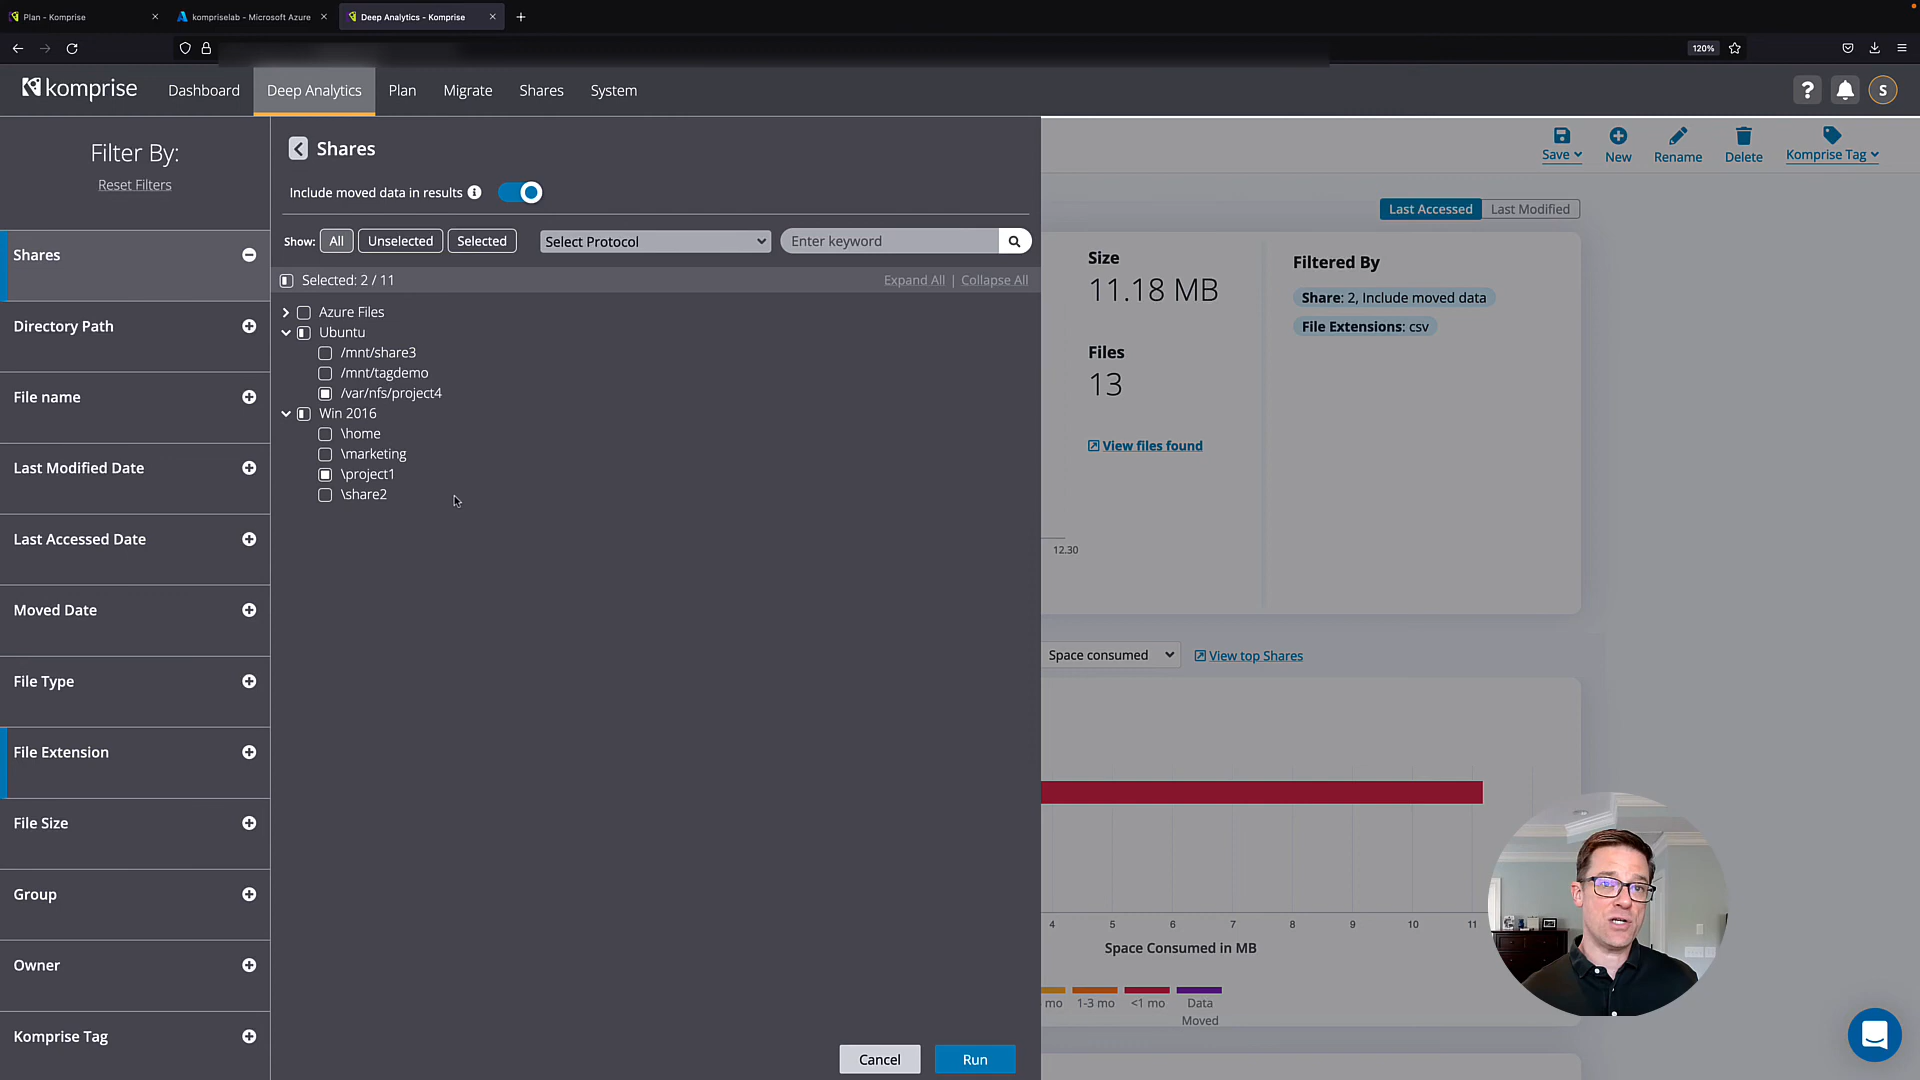 Plan - Komprise
kompriselab - Microsoft Azure
Deep Analytics - Komprise
120%
komprise
Dashboard
Deep Analytics
Plan
Migrate
Shares
System
?
S
Filter By:
Reset Filters
Shares
Directory Path
File name
Last Modified Date
Last Accessed Date
Moved Date
File Type
File Extension
File Size
Group
Owner
Komprise Tag
Shares
Include moved data in results
Show: All Unselected Selected Select Protocol Enter keyword
Selected: 2 / 11 Expand All | Collapse All
Azure Files
Ubuntu
/mnt/share3
/mnt/tagdemo
/var/nfs/project4
Win 2016
\home
\marketing
\project1
\share2
Cancel Run
Save New Rename Delete Komprise Tag
Last Accessed Last Modified
Size
11.18 MB
Files
13
View files found
Filtered By
Share: 2, Include moved data
File Extensions: csv
12.30
Space consumed View top Shares
4 5 6 7 8 9 10 11
Space Consumed in MB
mo 1-3 mo <1 mo Data
Moved